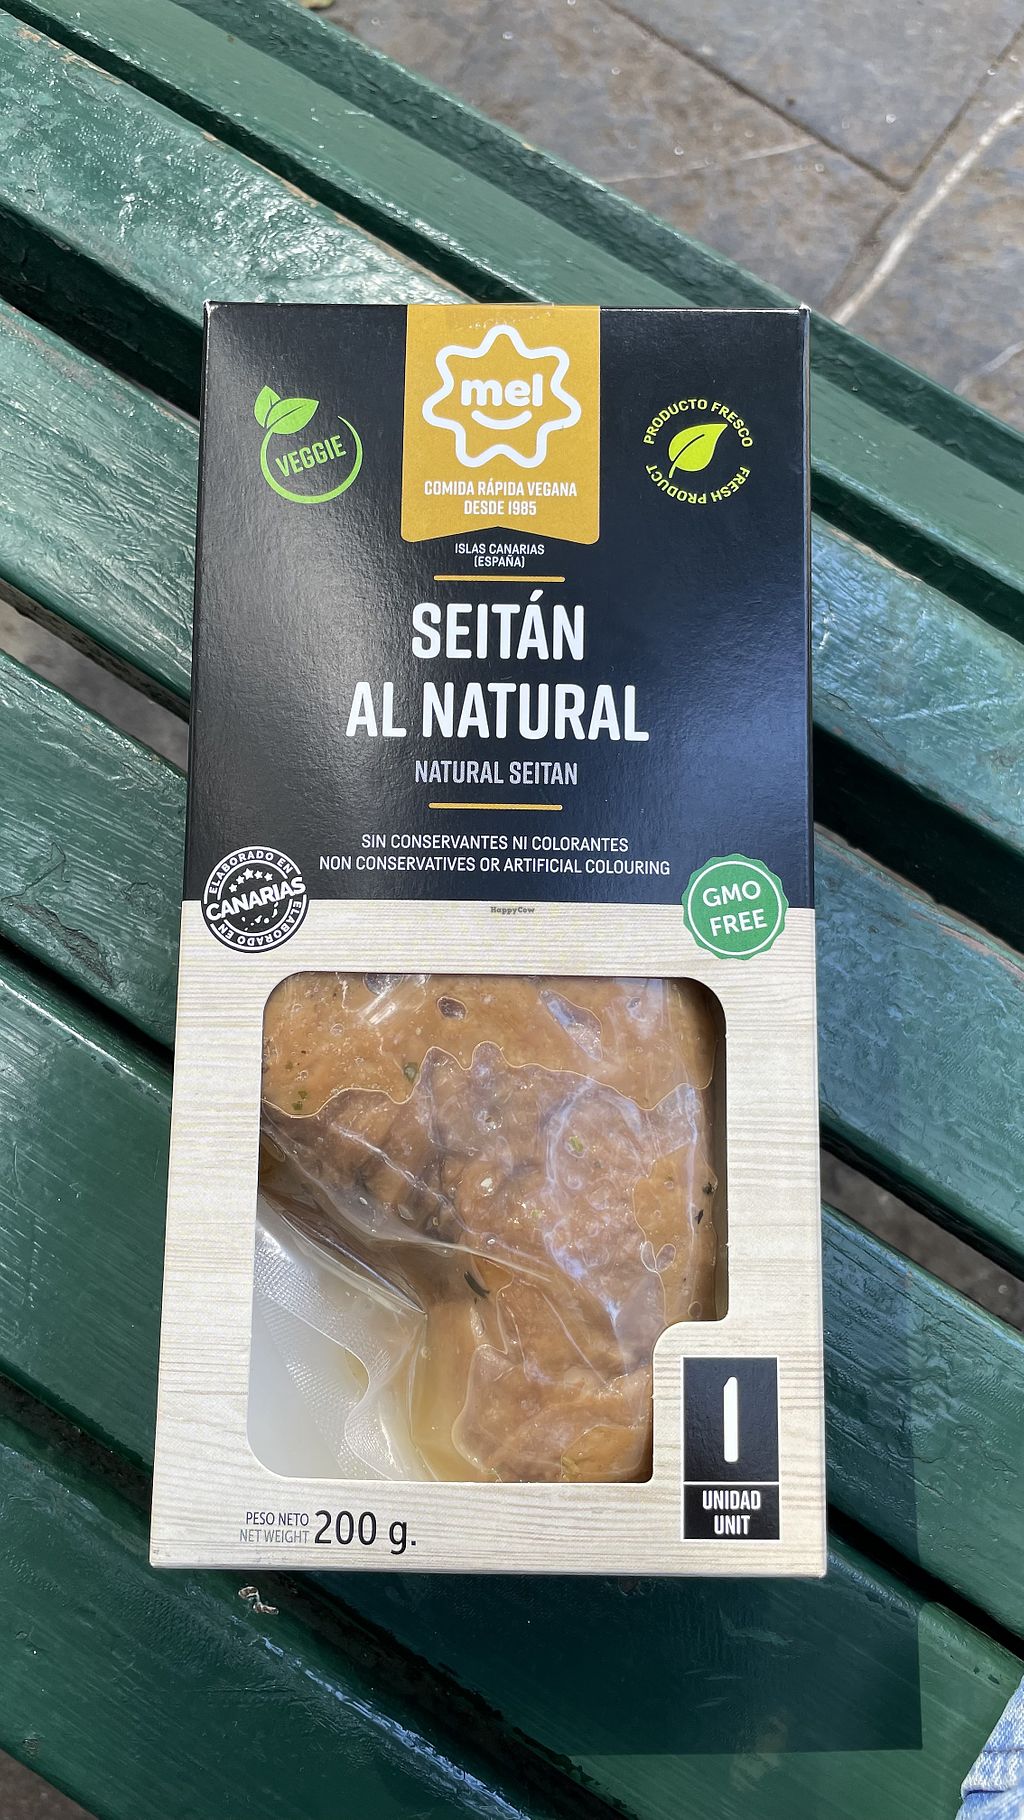 mel
COMIDA RÁPIDA VEGANA
DESDE 1985
VEGGIE
PRODUCTO FRESCO
FRESH PRODUCT
ISLAS CANARIAS
(ESPAÑA)
SEITÁN
AL NATURAL
NATURAL SEITAN
SIN CONSERVANTES NI COLORANTES
NON CONSERVATIVES OR ARTIFICIAL COLOURING
ELABORADO EN
CANARIAS
ELABORADO EN
GMO
FREE
HappyCow
1
UNIDAD
UNIT
PESO NETO
NET WEIGHT
200 g.